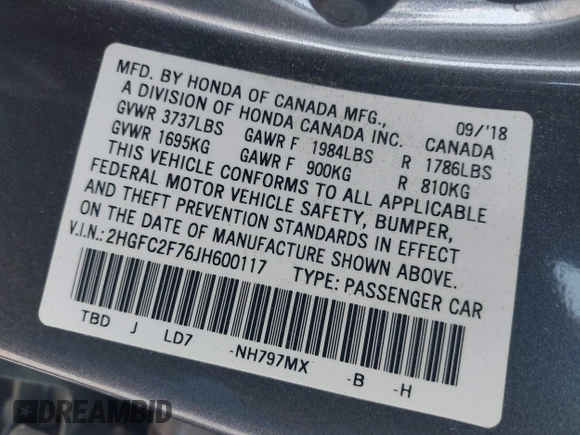 MFD. BY HONDA OF CANADA MFG.,
A DIVISION OF HONDA CANADA INC. 09/'18 CANADA
GVWR 3737LBS GAWR F 1984LBS R 1786LBS
GVWR 1695KG GAWR F 900KG R 810KG
THIS VEHICLE CONFORMS TO ALL APPLICABLE
FEDERAL MOTOR VEHICLE SAFETY, BUMPER,
AND THEFT PREVENTION STANDARDS IN EFFECT
ON THE DATE OF MANUFACTURE SHOWN ABOVE.
V.I.N.: 2HGFC2F76JH600117 TYPE: PASSENGER CAR
TBD J LD7 -NH797MX -B -H
DREAMBID